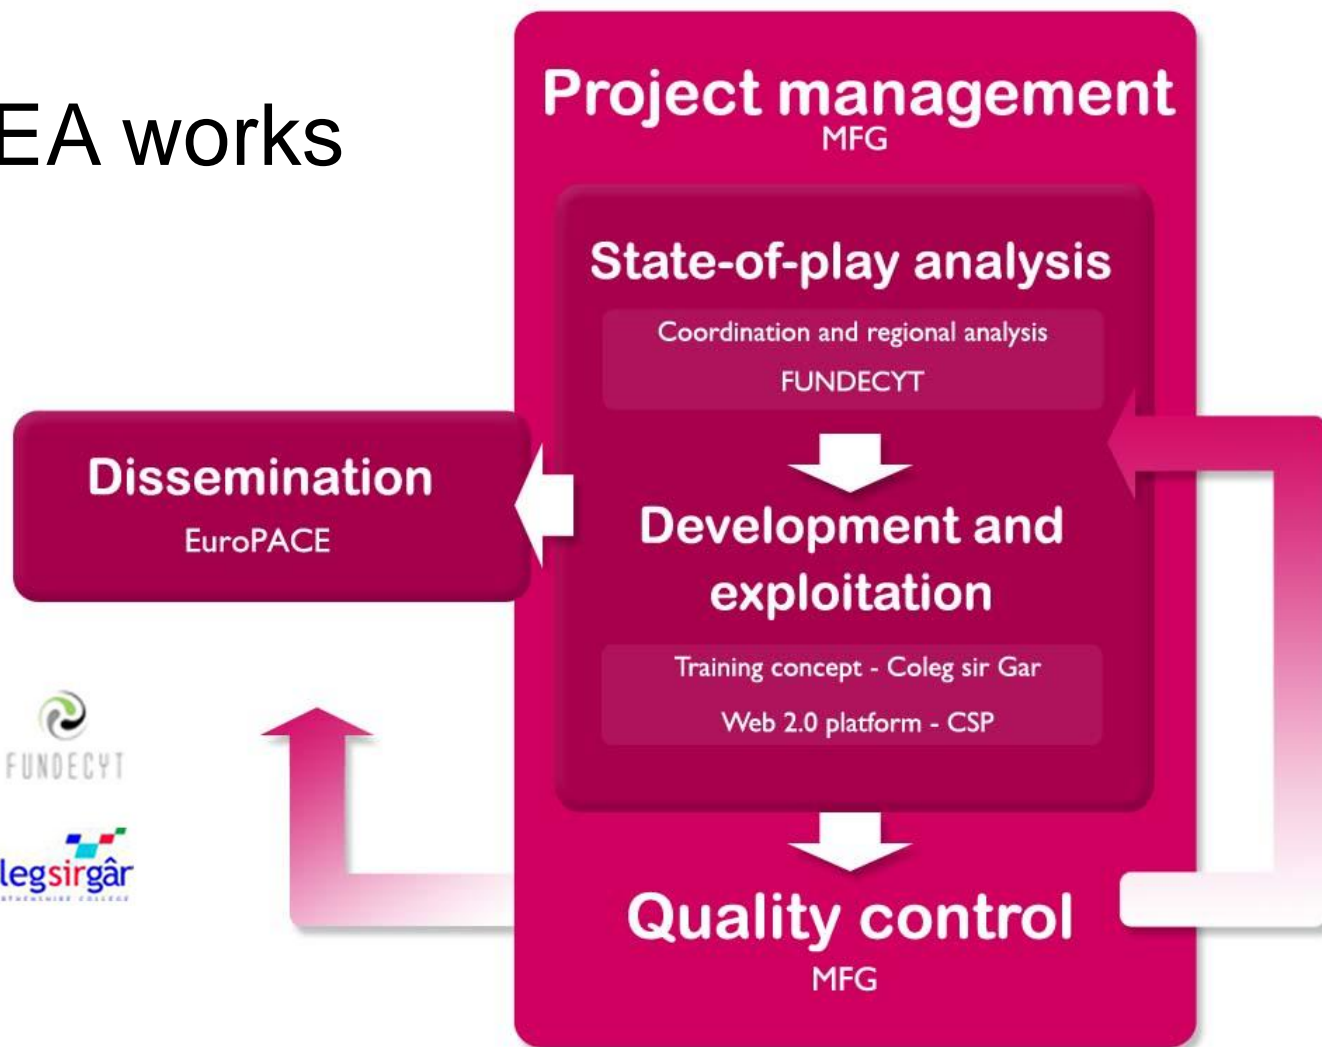 EA works
Project management
MFG
State-of-play analysis
Coordination and regional analysis
FUNDECYT
Development and
exploitation
Training concept - Coleg sir Gar
Web 2.0 platform - CSP
Dissemination
EuroPACE
Quality control
MFG
FUNDECYT
legsirgâr